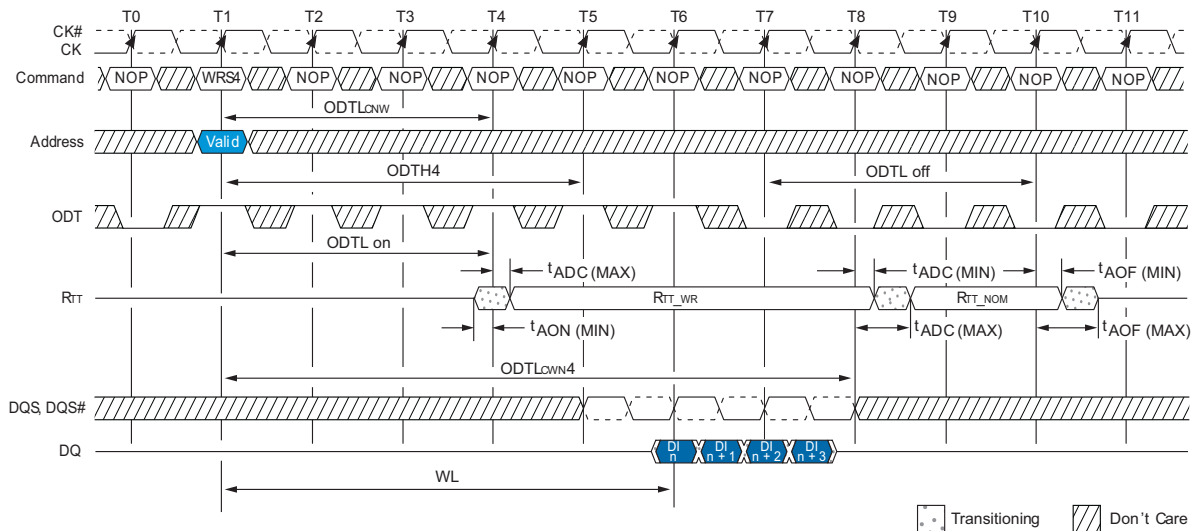 T0 T1 T2 T3 T4 T5 T6 T7 T8 T9 T10 T11
CK#
CK
Command NOP WRS4 NOP NOP NOP NOP NOP NOP NOP NOP NOP NOP
ODTLCNW
Address Valid
ODTH4 ODTL off
ODT
ODTL on
tADC (MAX) tADC (MIN) tAOF (MIN)
RTT RTT_WR RTT_NOM
tAON (MIN) tADC (MAX) tAOF (MAX)
ODTLCWN4
DQS, DQS#
DQ DI n DI n + 1 DI n + 2 DI n + 3
WL
Transitioning Don't Care